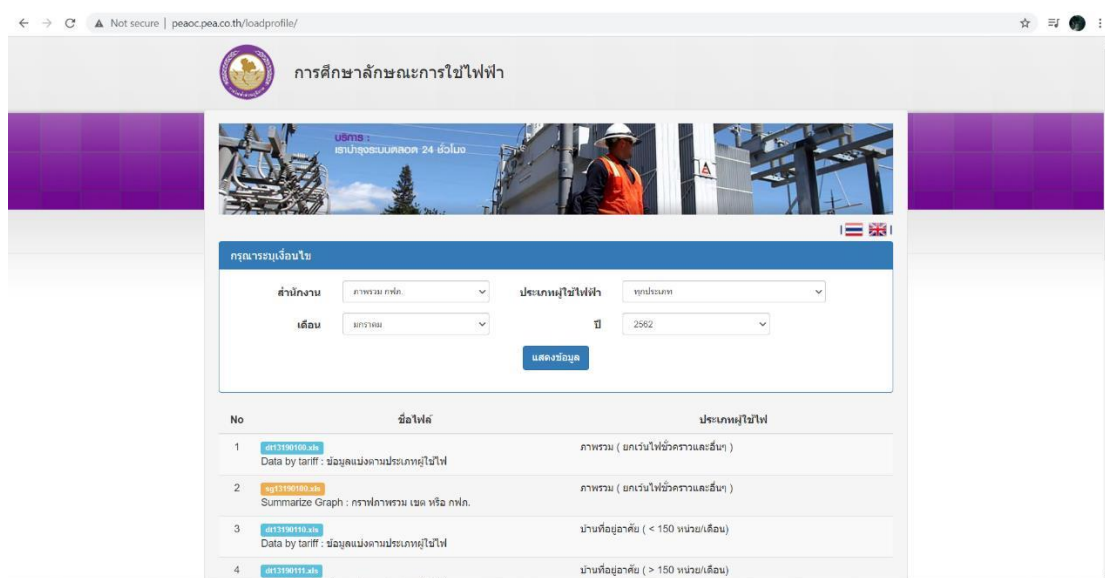 Not secure | peaoc.pea.co.th/loadprofile/
การศึกษาลักษณะการใช้ไฟฟ้า
บริการ :
เราบำรุงระบบตลอด 24 ชั่วโมง
กรุณาระบุเงื่อนไข
สำนักงาน ภาพรวม กฟภ. ประเภทผู้ใช้ไฟฟ้า ทุกประเภท
เดือน มกราคม ปี 2562
แสดงข้อมูล
No ชื่อไฟล์ ประเภทผู้ใช้ไฟ
1 dt13190100.xls ภาพรวม ( ยกเว้นไฟชั่วคราวและอื่นๆ )
Data by tariff : ข้อมูลแบ่งตามประเภทผู้ใช้ไฟ
2 sg13190100.xls ภาพรวม ( ยกเว้นไฟชั่วคราวและอื่นๆ )
Summarize Graph : กราฟภาพรวม เขต หรือ กฟภ.
3 dt13190110.xls บ้านที่อยู่อาศัย ( < 150 หน่วย/เดือน)
Data by tariff : ข้อมูลแบ่งตามประเภทผู้ใช้ไฟ
4 dt13190111.xls บ้านที่อยู่อาศัย ( > 150 หน่วย/เดือน)